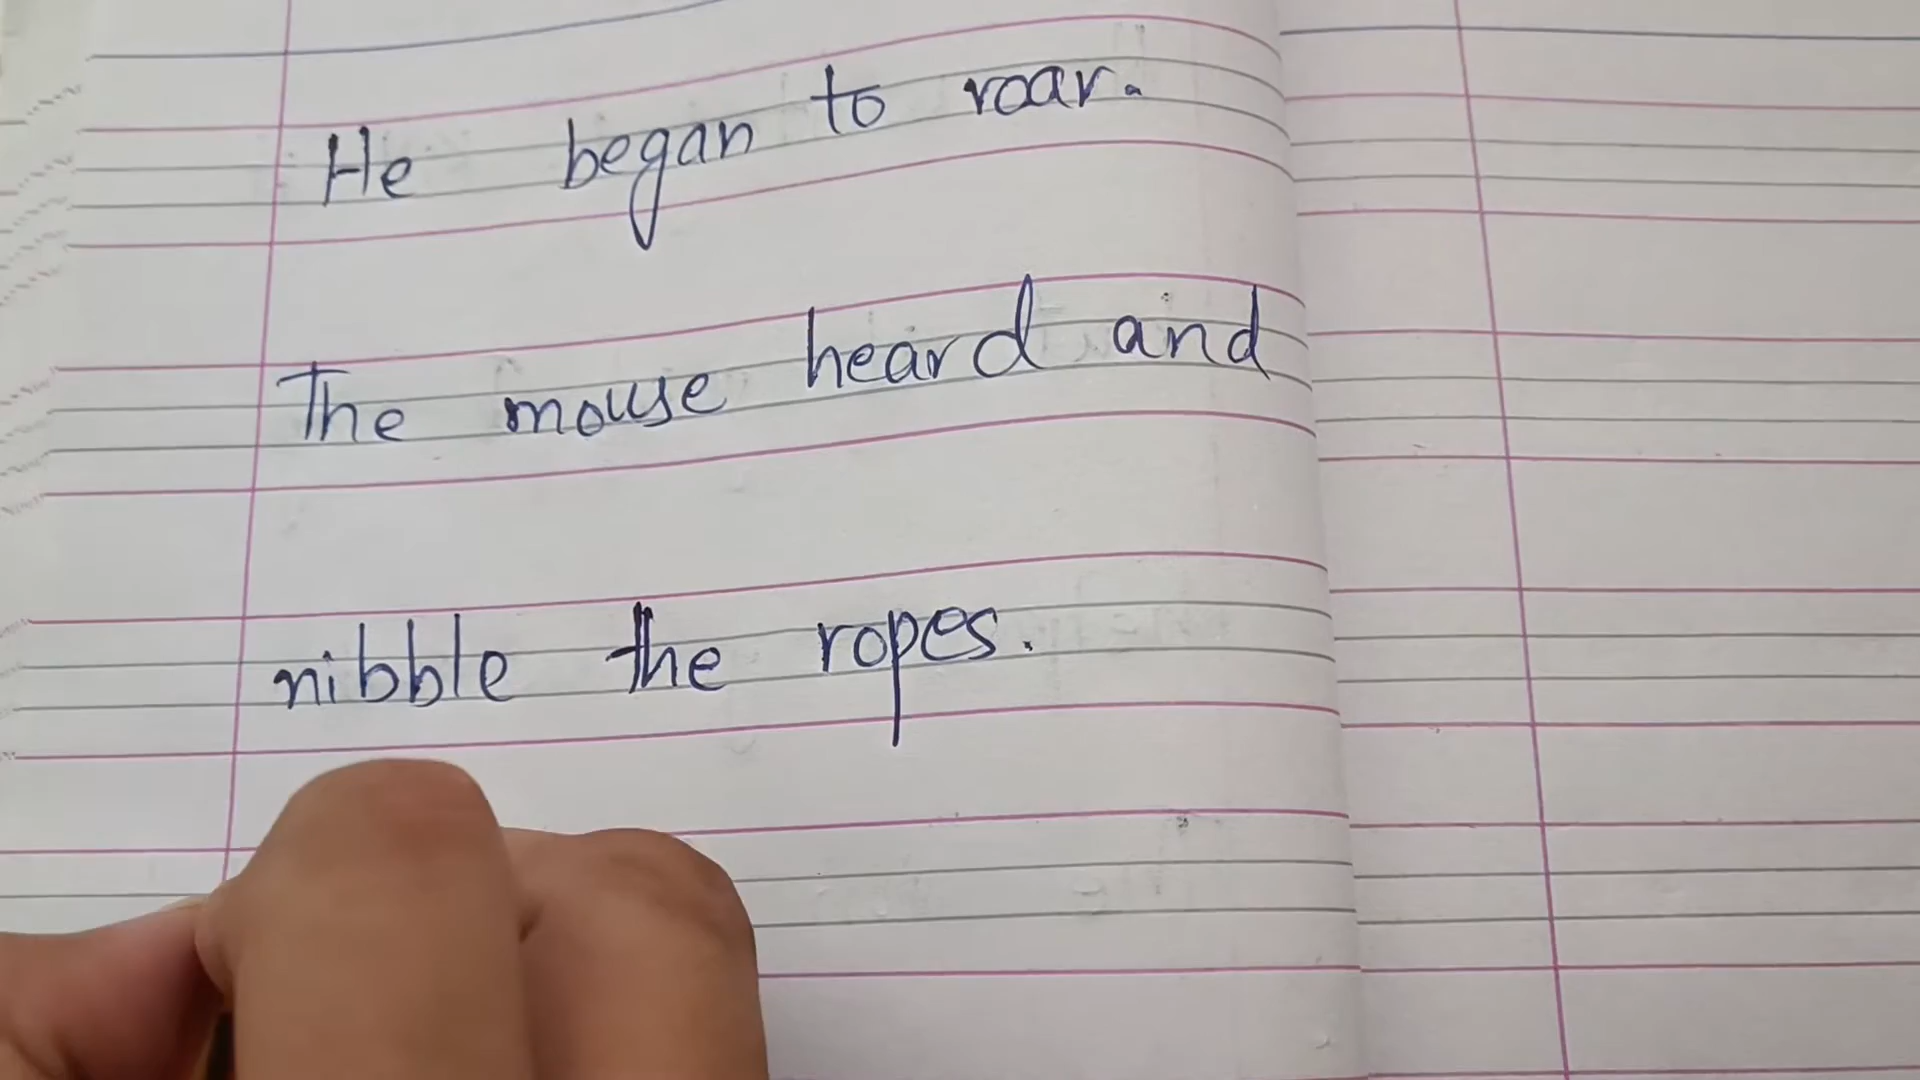 He began to roar.
The mouse heard and
nibble the ropes.